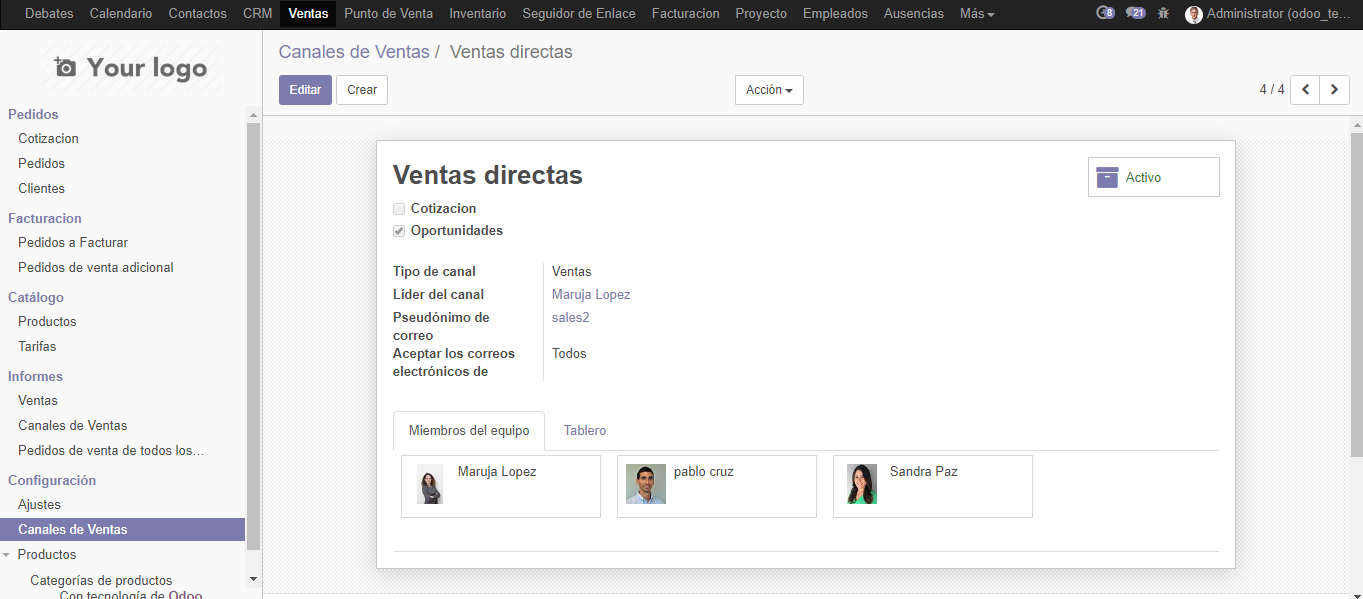 Debates Calendario Contactos CRM Ventas Punto de Venta Inventario Seguidor de Enlace Facturacion Proyecto Empleados Ausencias Más 8 21 Administrator (odoo_te...
Your logo
Canales de Ventas / Ventas directas
Editar Crear
Acción
4 / 4
Pedidos
Cotizacion
Pedidos
Clientes
Facturacion
Pedidos a Facturar
Pedidos de venta adicional
Catálogo
Productos
Tarifas
Informes
Ventas
Canales de Ventas
Pedidos de venta de todos los...
Configuración
Ajustes
Canales de Ventas
Productos
Categorías de productos
Con tecnología de Odoo
Ventas directas
Activo
Cotizacion
Oportunidades
Tipo de canal Ventas
Líder del canal Maruja Lopez
Pseudónimo de correo sales2
Aceptar los correos electrónicos de Todos
Miembros del equipo Tablero
Maruja Lopez pablo cruz Sandra Paz